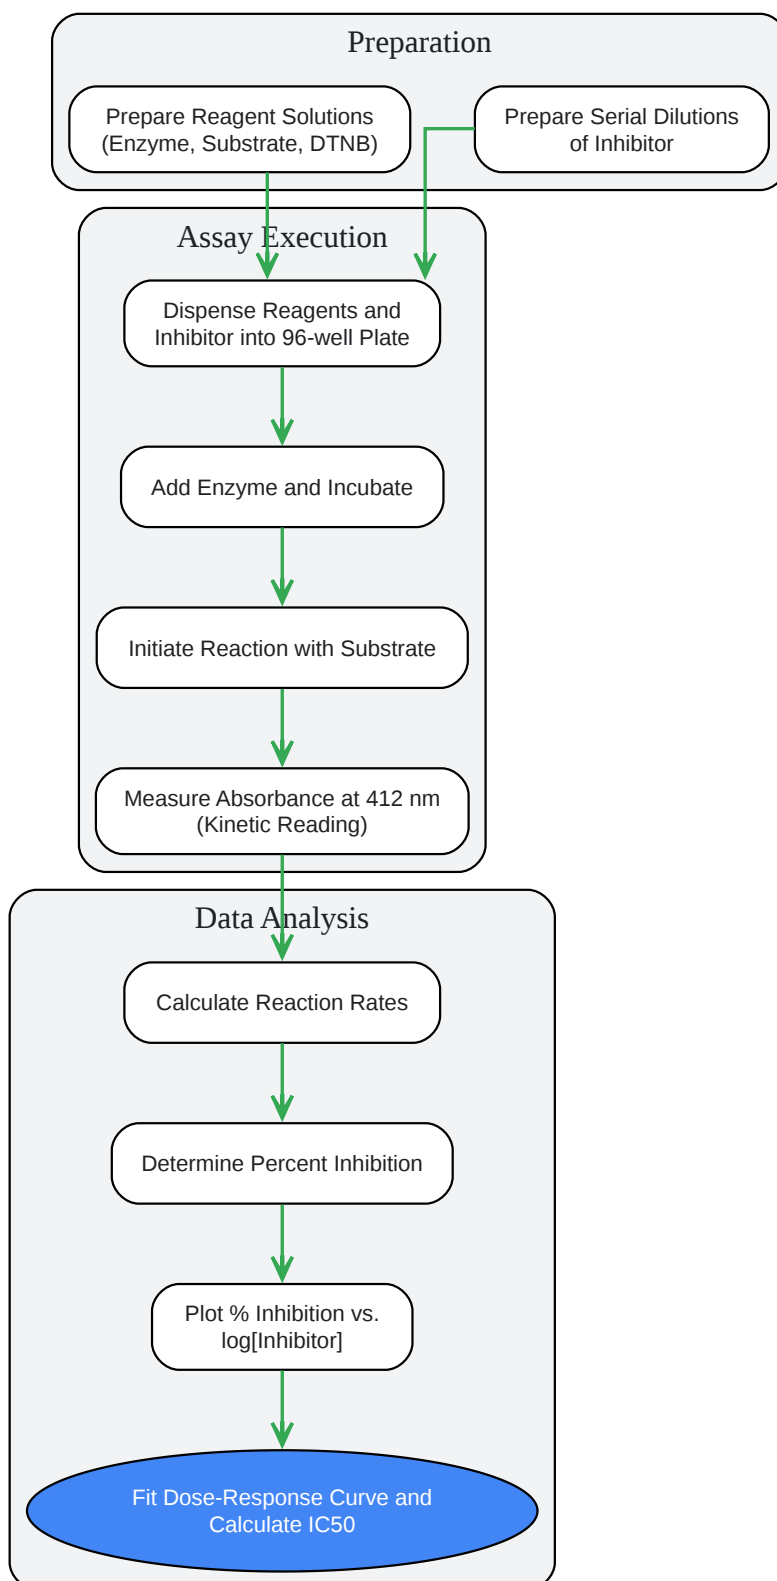 Preparation
Prepare Reagent Solutions
(Enzyme, Substrate, DTNB)
Prepare Serial Dilutions
of Inhibitor
Assay Execution
Dispense Reagents and
Inhibitor into 96-well Plate
Add Enzyme and Incubate
Initiate Reaction with Substrate
Measure Absorbance at 412 nm
(Kinetic Reading)
Data Analysis
Calculate Reaction Rates
Determine Percent Inhibition
Plot % Inhibition vs.
log[Inhibitor]
Fit Dose-Response Curve and
Calculate IC50